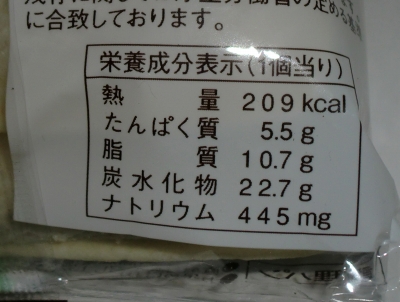 に合致しております。
栄養成分表示(1個当り)
熱量 209kcal
たんぱく質 5.5g
脂質 10.7g
炭水化物 22.7g
ナトリウム 445mg